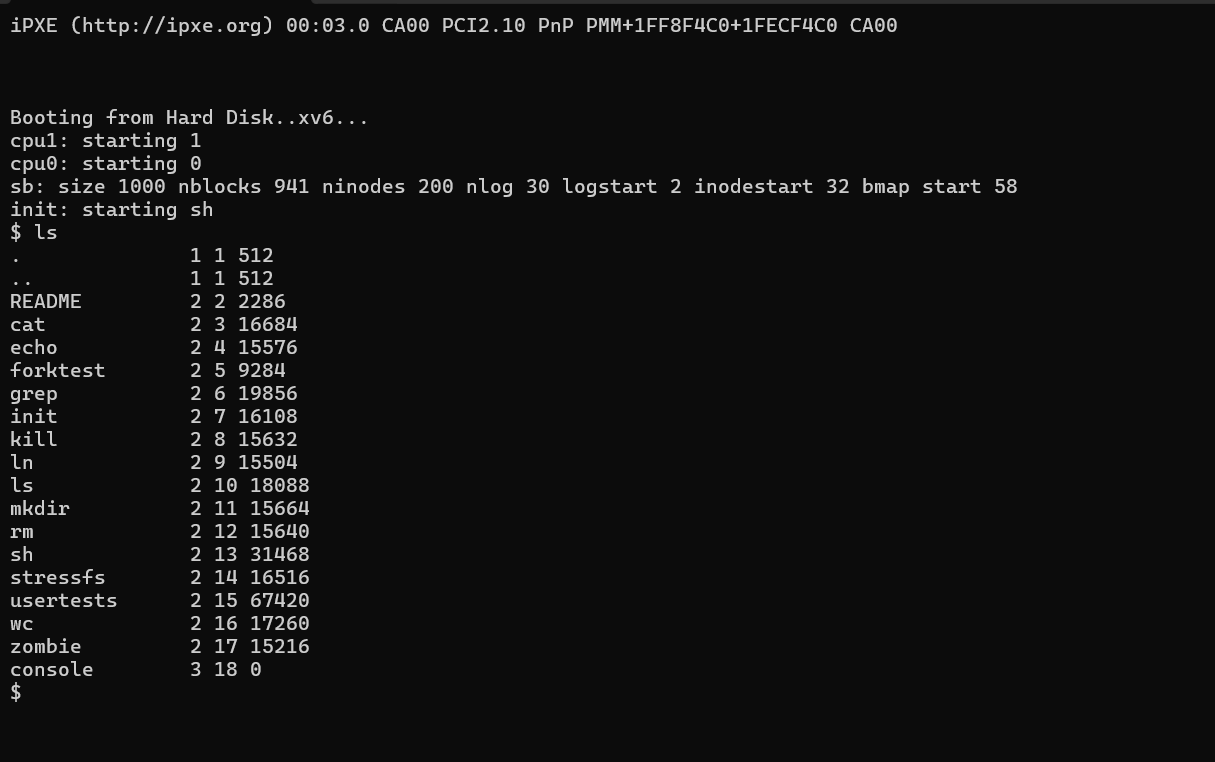 iPXE (http://ipxe.org) 00:03.0 CA00 PCI2.10 PnP PMM+1FF8F4C0+1FECF4C0 CA00
Booting from Hard Disk..xv6...
cpu1: starting 1
cpu0: starting 0
sb: size 1000 nblocks 941 ninodes 200 nlog 30 logstart 2 inodestart 32 bmap start 58
init: starting sh
$ ls
.              1 1 512
..             1 1 512
README         2 2 2286
cat            2 3 16684
echo           2 4 15576
forktest       2 5 9284
grep           2 6 19856
init           2 7 16108
kill           2 8 15632
ln             2 9 15504
ls             2 10 18088
mkdir          2 11 15664
rm             2 12 15640
sh             2 13 31468
stressfs       2 14 16516
usertests      2 15 67420
wc             2 16 17260
zombie         2 17 15216
console        3 18 0
$